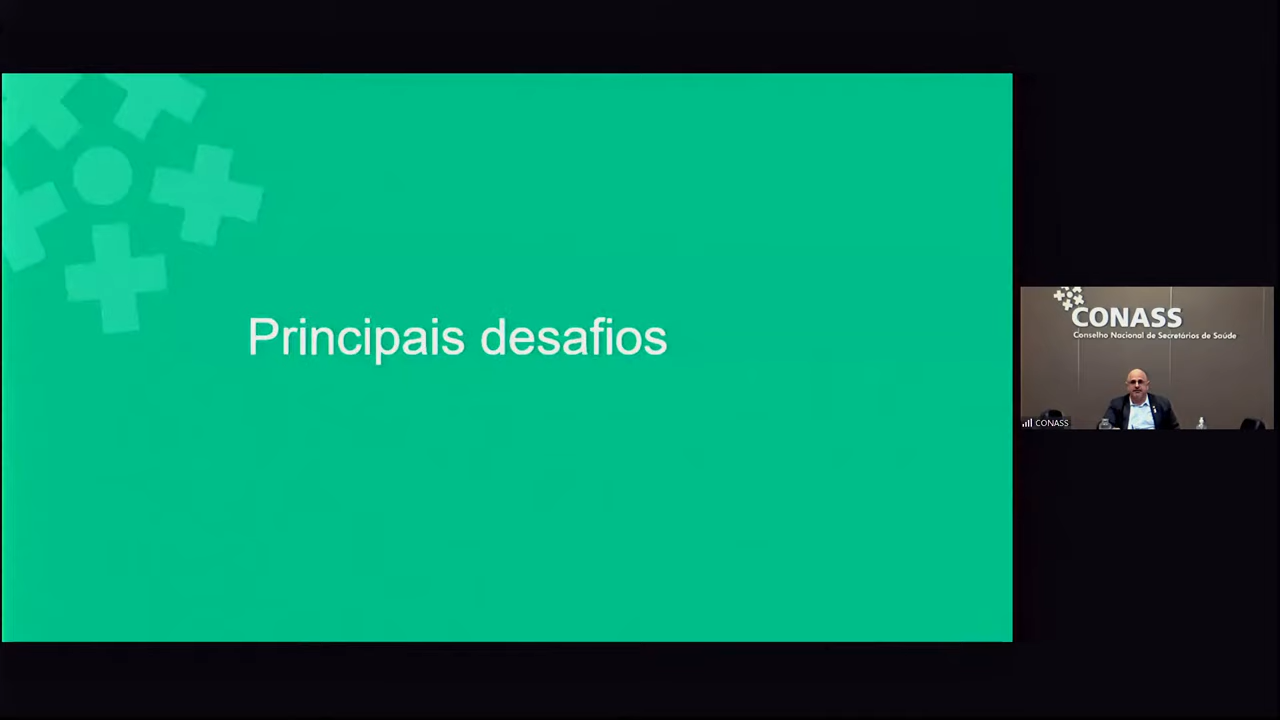 Principais desafios
CONASS
Conselho Nacional de Secretários de Saúde
CONASS